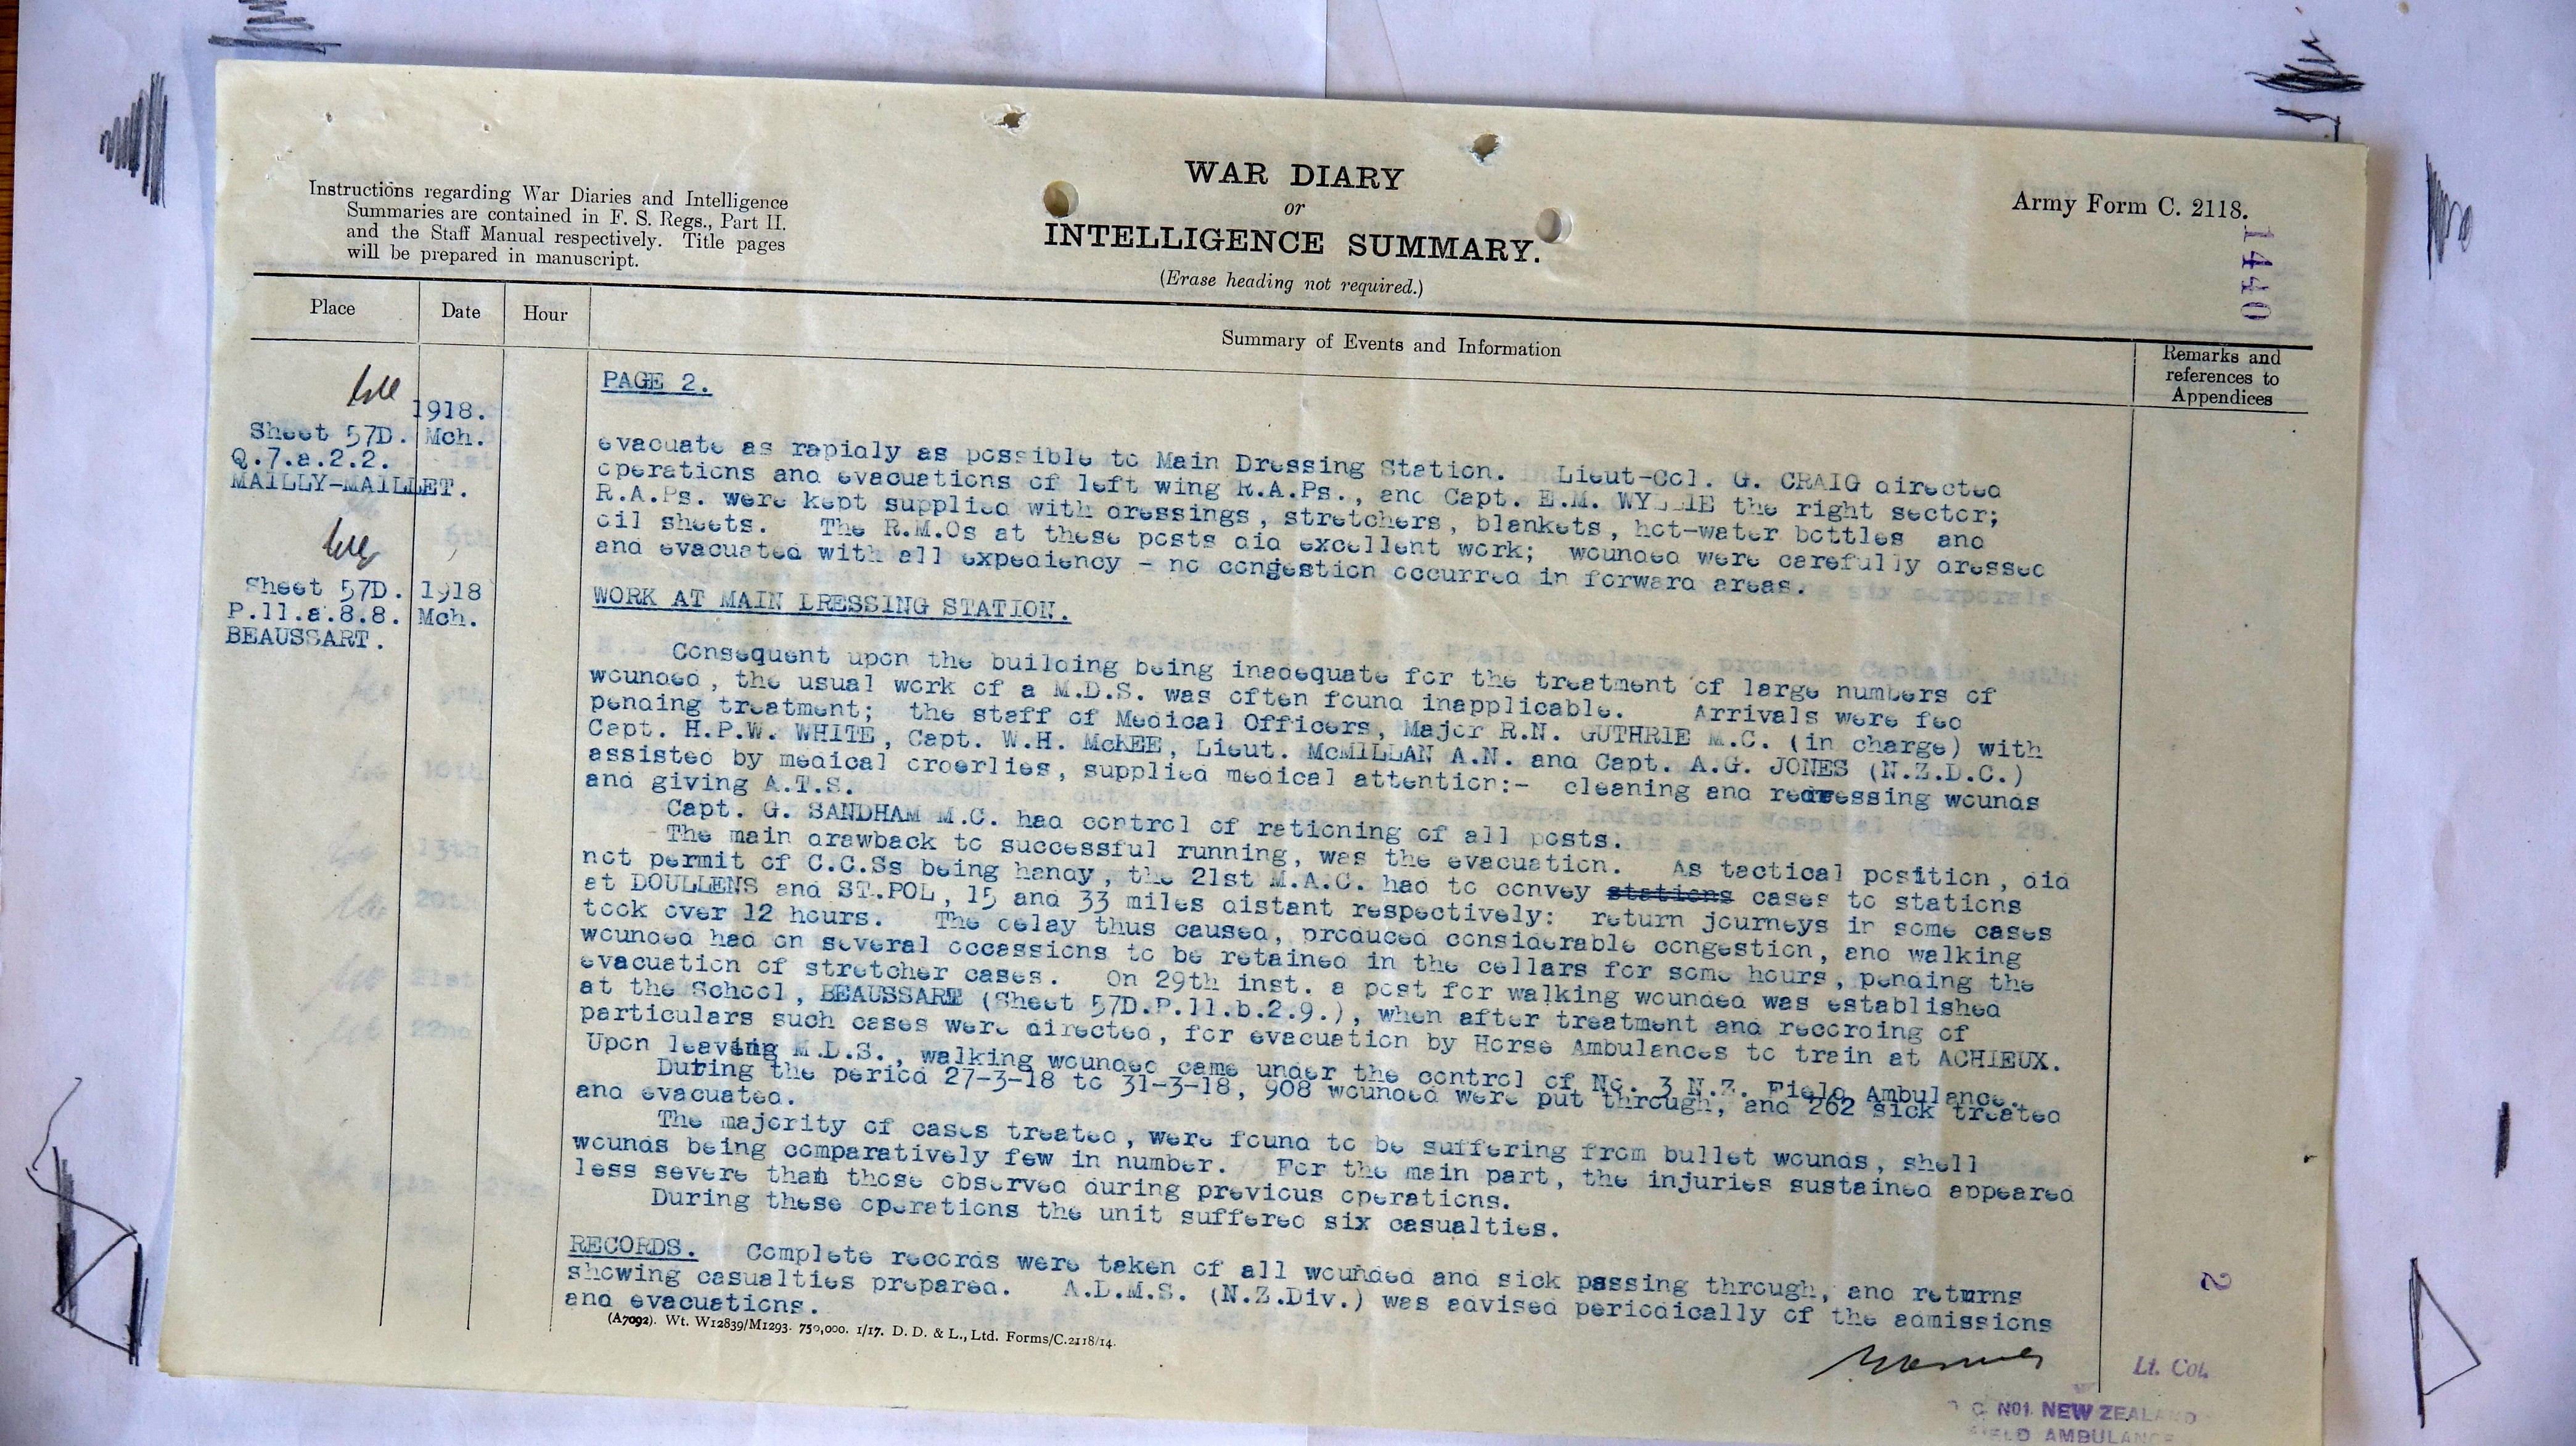 Instructions regarding War Diaries and Intelligence
Summaries are contained in F. S. Regs., Part II.
and the Staff Manual respectively. Title pages
will be prepared in manuscript.
WAR DIARY
or
INTELLIGENCE SUMMARY.
(Erase heading not required.)
Army Form C. 2118.
1440
Place
Date
Hour
Summary of Events and Information
Remarks and
references to
Appendices
1918.
Sheet 57D. Mch.
Q.7.a.2.2.
MAILLY-MAILLET.
Sheet 57D. 1918
P.11.a.8.8. Mch.
BEAUSSART.
PAGE 2.
evacuate as rapidly as possible to Main Dressing Station. Lieut-Col. G. CRAIG directed
operations and evacuations of left wing R.A.Ps., and Capt. E.M. WYLLIE the right sector;
R.A.Ps. were kept supplied with dressings, stretchers, blankets, hot-water bottles and
oil sheets. The R.M.Os at these posts did excellent work; wounded were carefully dressed
and evacuated with all expediency - no congestion occurred in forward areas.
WORK AT MAIN DRESSING STATION.
Consequent upon the building being inadequate for the treatment of large numbers of
wounded, the usual work of a M.D.S. was often found inapplicable. Arrivals were fed
pending treatment; the staff of Medical Officers, Major R.N. GUTHRIE M.C. (in charge) with
Capt. H.P.W. WHITE, Capt. W.H. McKEE, Lieut. McMILLAN A.N. and Capt. A.G. JONES (N.Z.D.C.)
assisted by medical orderlies, supplied medical attention:- cleaning and redressing wounds
and giving A.T.S.
Capt. G. SANDHAM M.C. had control of rationing of all posts.
The main drawback to successful running, was the evacuation. As tactical position, did
not permit of C.C.Ss being handy, the 21st M.A.C. had to convey stations cases to stations
at DOULLENS and ST.POL, 15 and 33 miles distant respectively: return journeys in some cases
took over 12 hours. The delay thus caused, produced considerable congestion, and walking
wounded had on several occassions to be retained in the cellars for some hours, pending the
evacuation of stretcher cases. On 29th inst. a post for walking wounded was established
at the School, BEAUSSART (Sheet 57D.P.11.b.2.9.), when after treatment and recording of
particulars such cases were directed, for evacuation by Horse Ambulances to train at ACHIEUX.
Upon leaving M.D.S., walking wounded came under the control of No. 3 N.Z. Field Ambulance.
During the period 27-3-18 to 31-3-18, 908 wounded were put through, and 262 sick treated
and evacuated.
The majority of cases treated, were found to be suffering from bullet wounds, shell
wounds being comparatively few in number. For the main part, the injuries sustained appeared
less severe than those observed during previous operations.
During these operations the unit suffered six casualties.
RECORDS. Complete records were taken of all wounded and sick passing through, and returns
showing casualties prepared. A.D.M.S. (N.Z.Div.) was advised periodically of the admissions
and evacuations.
(A7092). Wt. W12839/M1293. 750,000. 1/17. D. D. & L., Ltd. Forms/C.2118/14.
2
Lt. Col.
C. No1. NEW ZEALAND
FIELD AMBULANCE